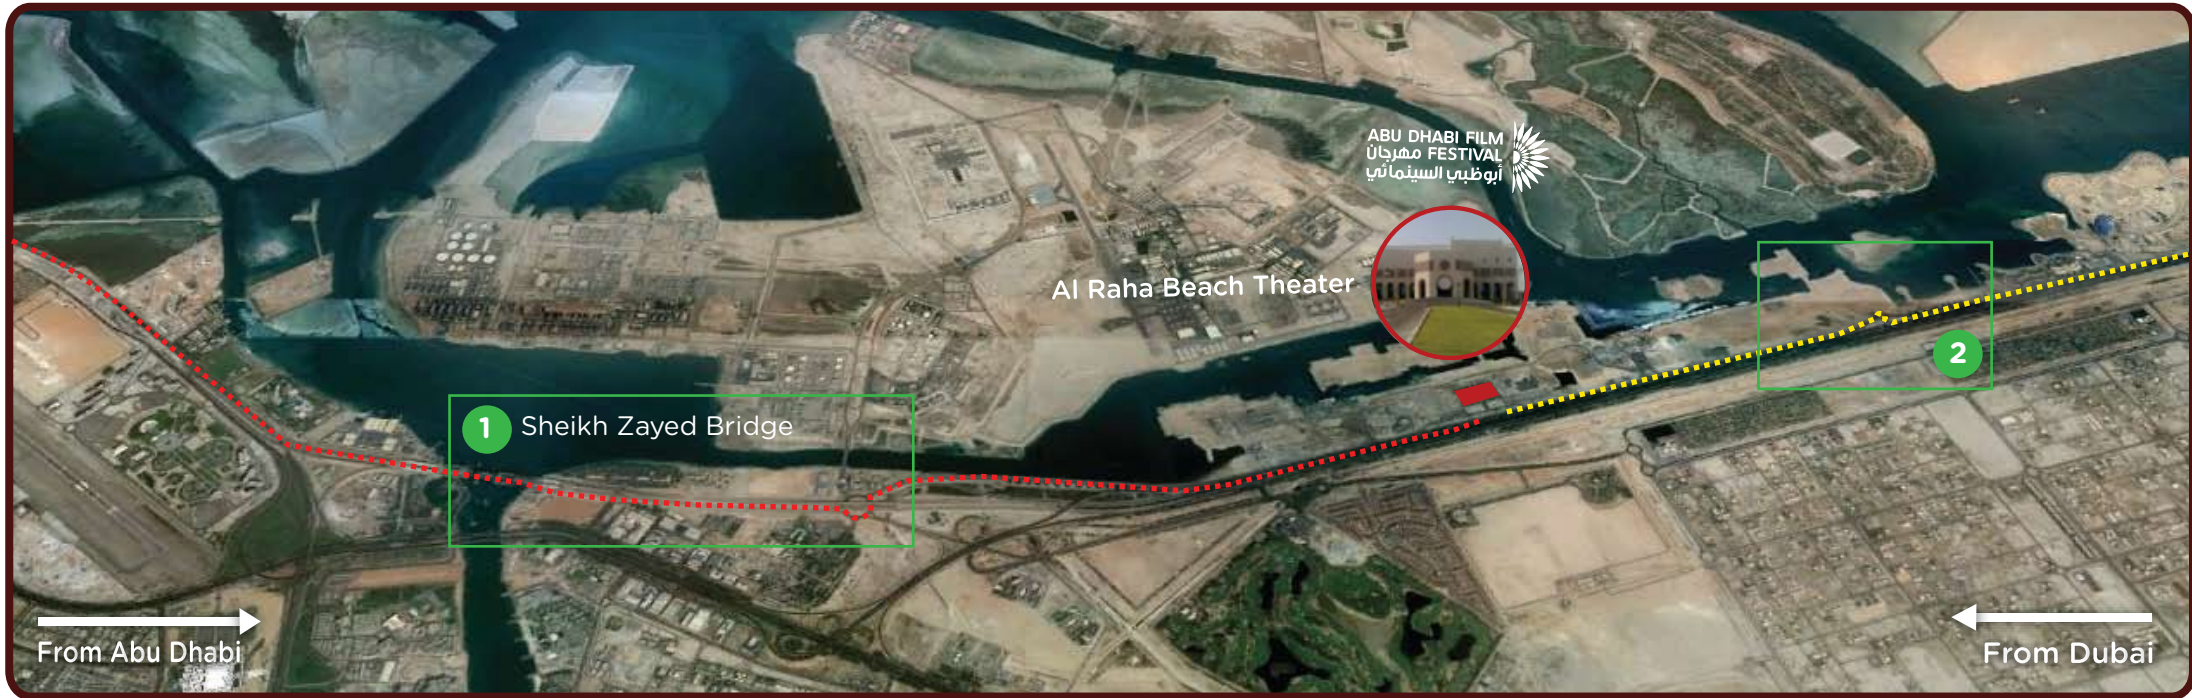 ABU DHABI FILM
مهرجان FESTIVAL
أبوظبي السينمائي
Al Raha Beach Theater
1 Sheikh Zayed Bridge
2
From Abu Dhabi
From Dubai